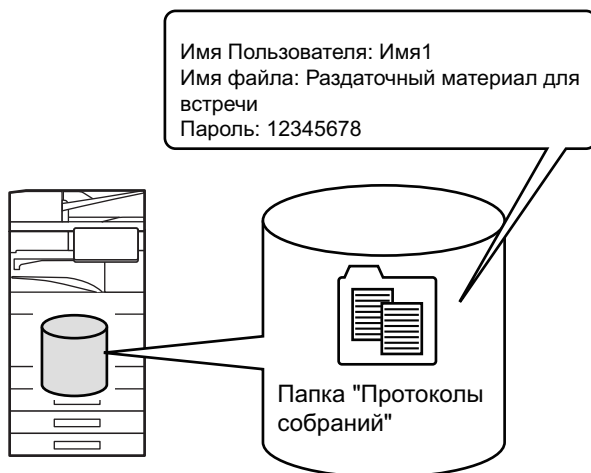 Имя Пользователя: Имя1
Имя файла: Раздаточный материал для
встречи
Пароль: 12345678
Папка "Протоколы
собраний"